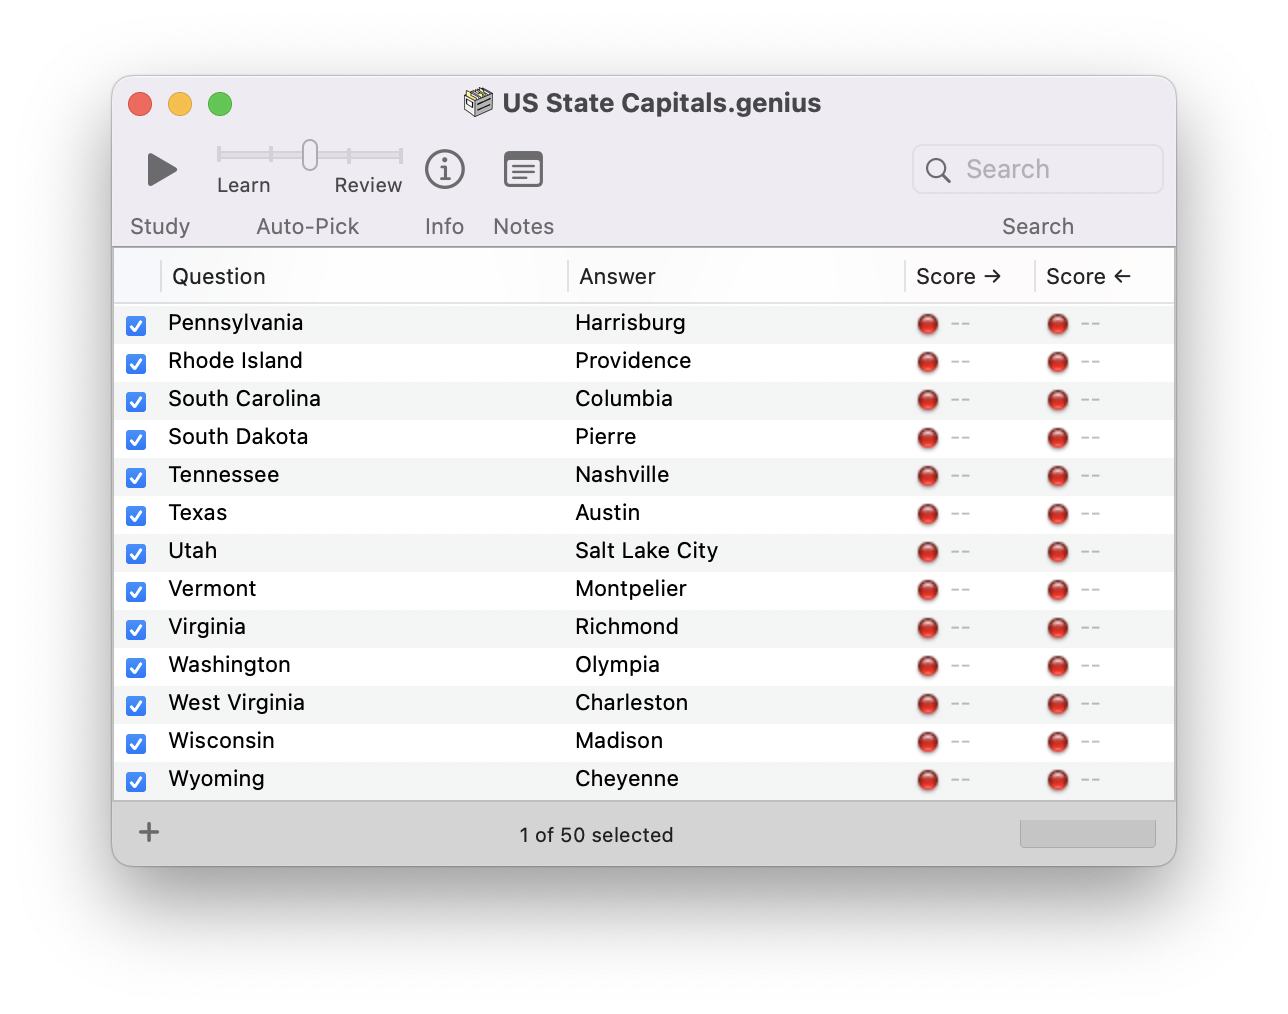 US State Capitals.genius
Learn Review
Search
Study Auto-Pick Info Notes Search
Question Answer Score → Score ←
Pennsylvania Harrisburg -- --
Rhode Island Providence -- --
South Carolina Columbia -- --
South Dakota Pierre -- --
Tennessee Nashville -- --
Texas Austin -- --
Utah Salt Lake City -- --
Vermont Montpelier -- --
Virginia Richmond -- --
Washington Olympia -- --
West Virginia Charleston -- --
Wisconsin Madison -- --
Wyoming Cheyenne -- --
1 of 50 selected